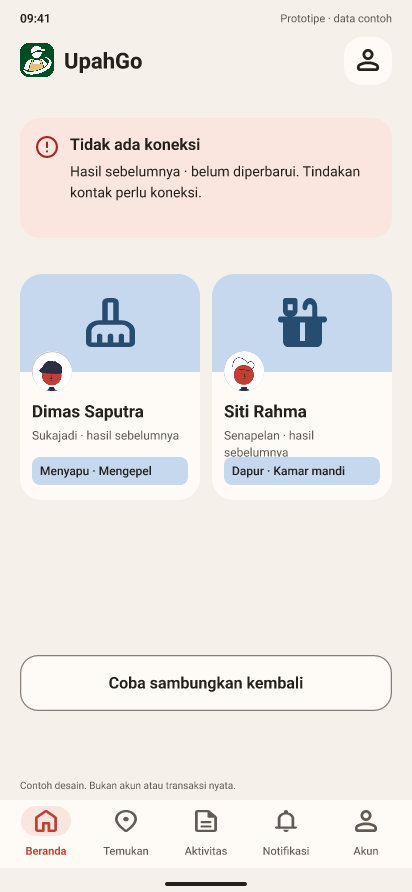 09:41
Prototipe · data contoh
UpahGo
Tidak ada koneksi
Hasil sebelumnya · belum diperbarui. Tindakan
kontak perlu koneksi.
Dimas Saputra
Sukajadi · hasil sebelumnya
Menyapu · Mengepel
Siti Rahma
Senapelan · hasil
sebelumnya
Dapur · Kamar mandi
Coba sambungkan kembali
Contoh desain. Bukan akun atau transaksi nyata.
Beranda
Temukan
Aktivitas
Notifikasi
Akun